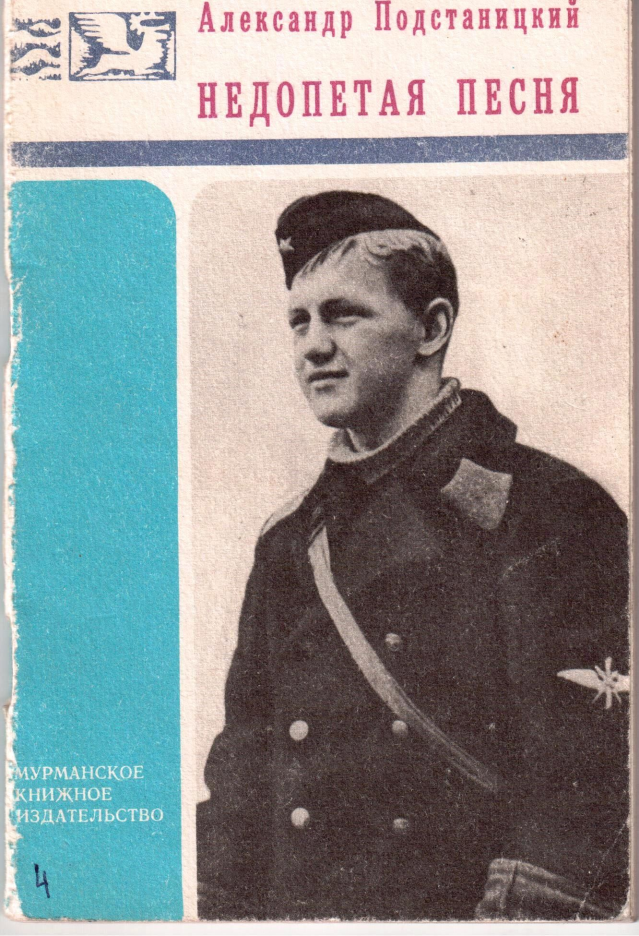 Александр Подстаницкий
НЕДОПЕТАЯ ПЕСНЯ
МУРМАНСКОЕ
КНИЖНОЕ
ИЗДАТЕЛЬСТВО
4